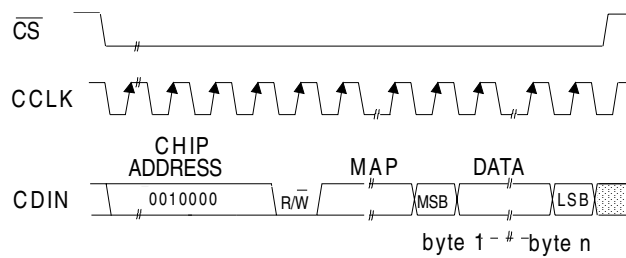 CS
CCLK
CHIP
ADDRESS
MAP
DATA
CDIN
0010000
R/W
MSB
LSB
byte 1
byte n